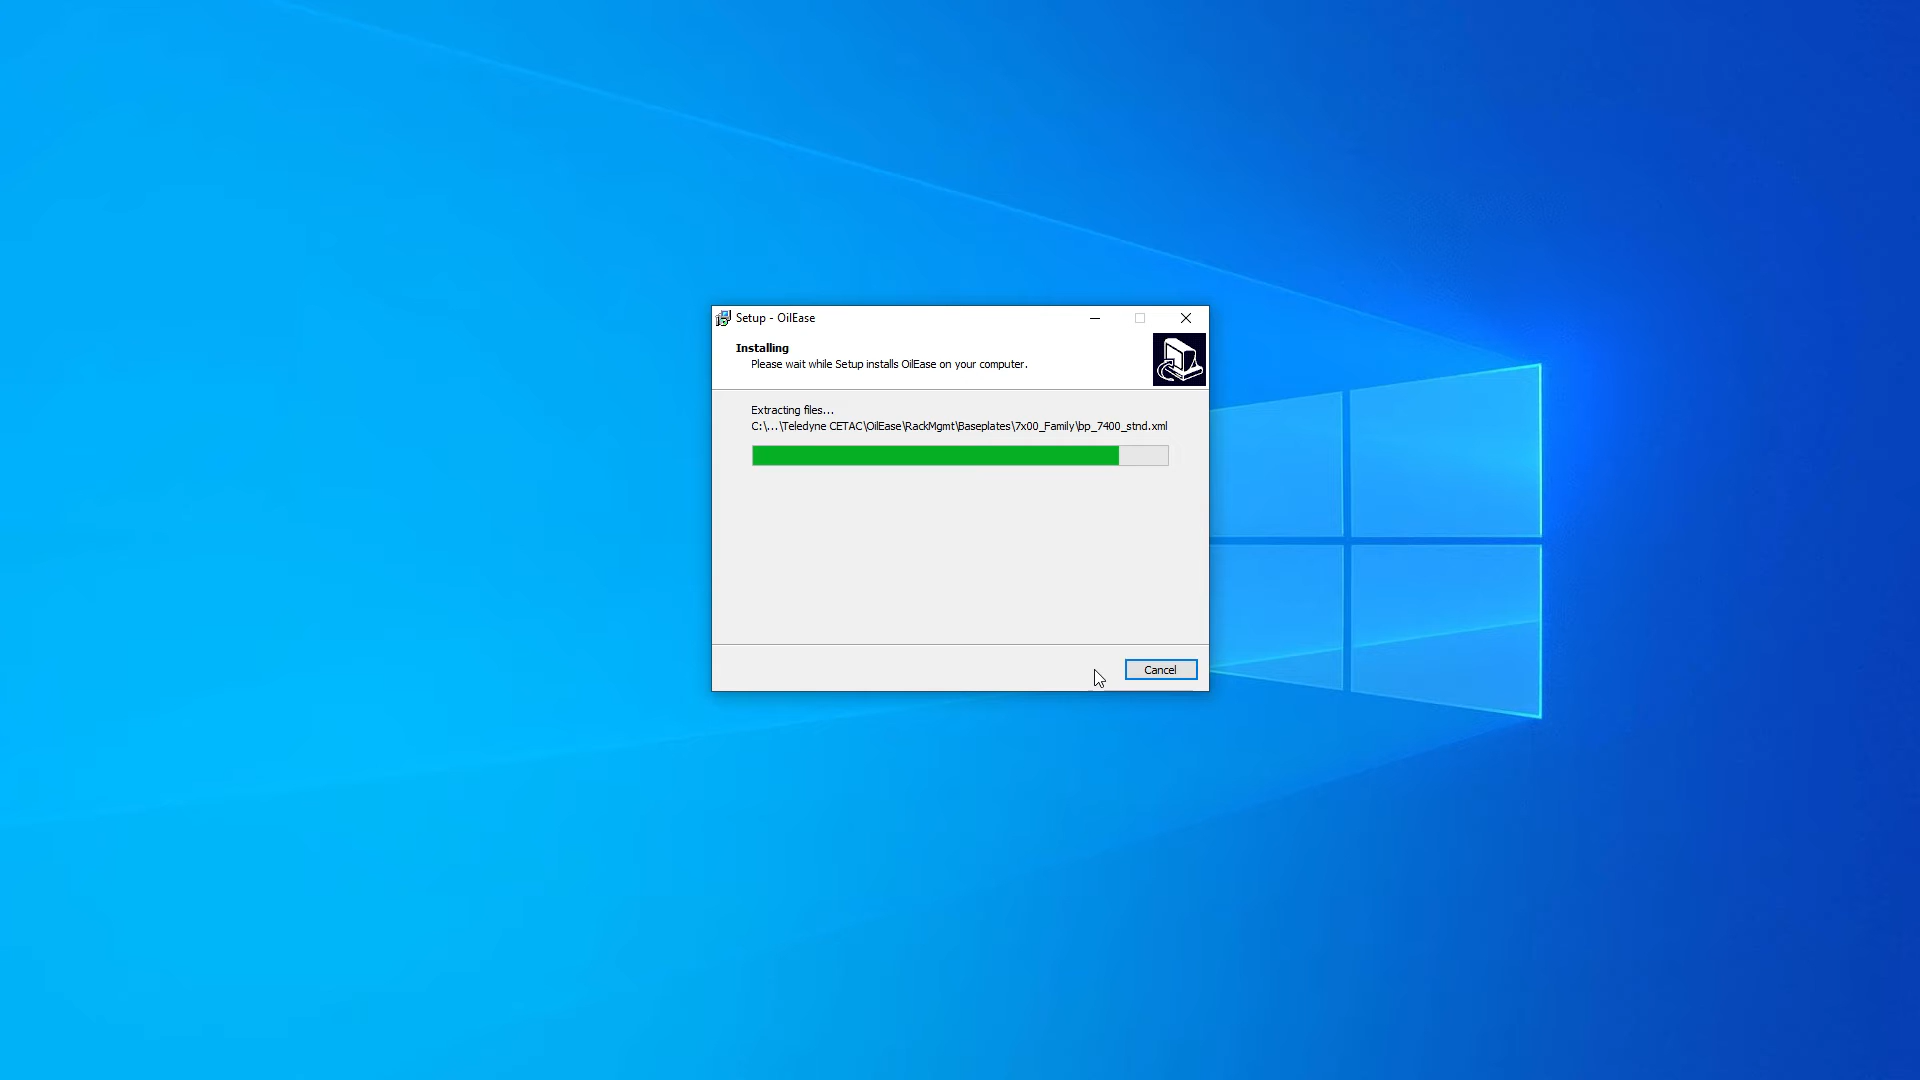 Setup - OilEase
Installing
Please wait while Setup installs OilEase on your computer.
Extracting files...
C:\...\Teledyne CETAC\OilEase\RackMgmt\Baseplates\7x00_Family\bp_7400_stnd.xml
Cancel